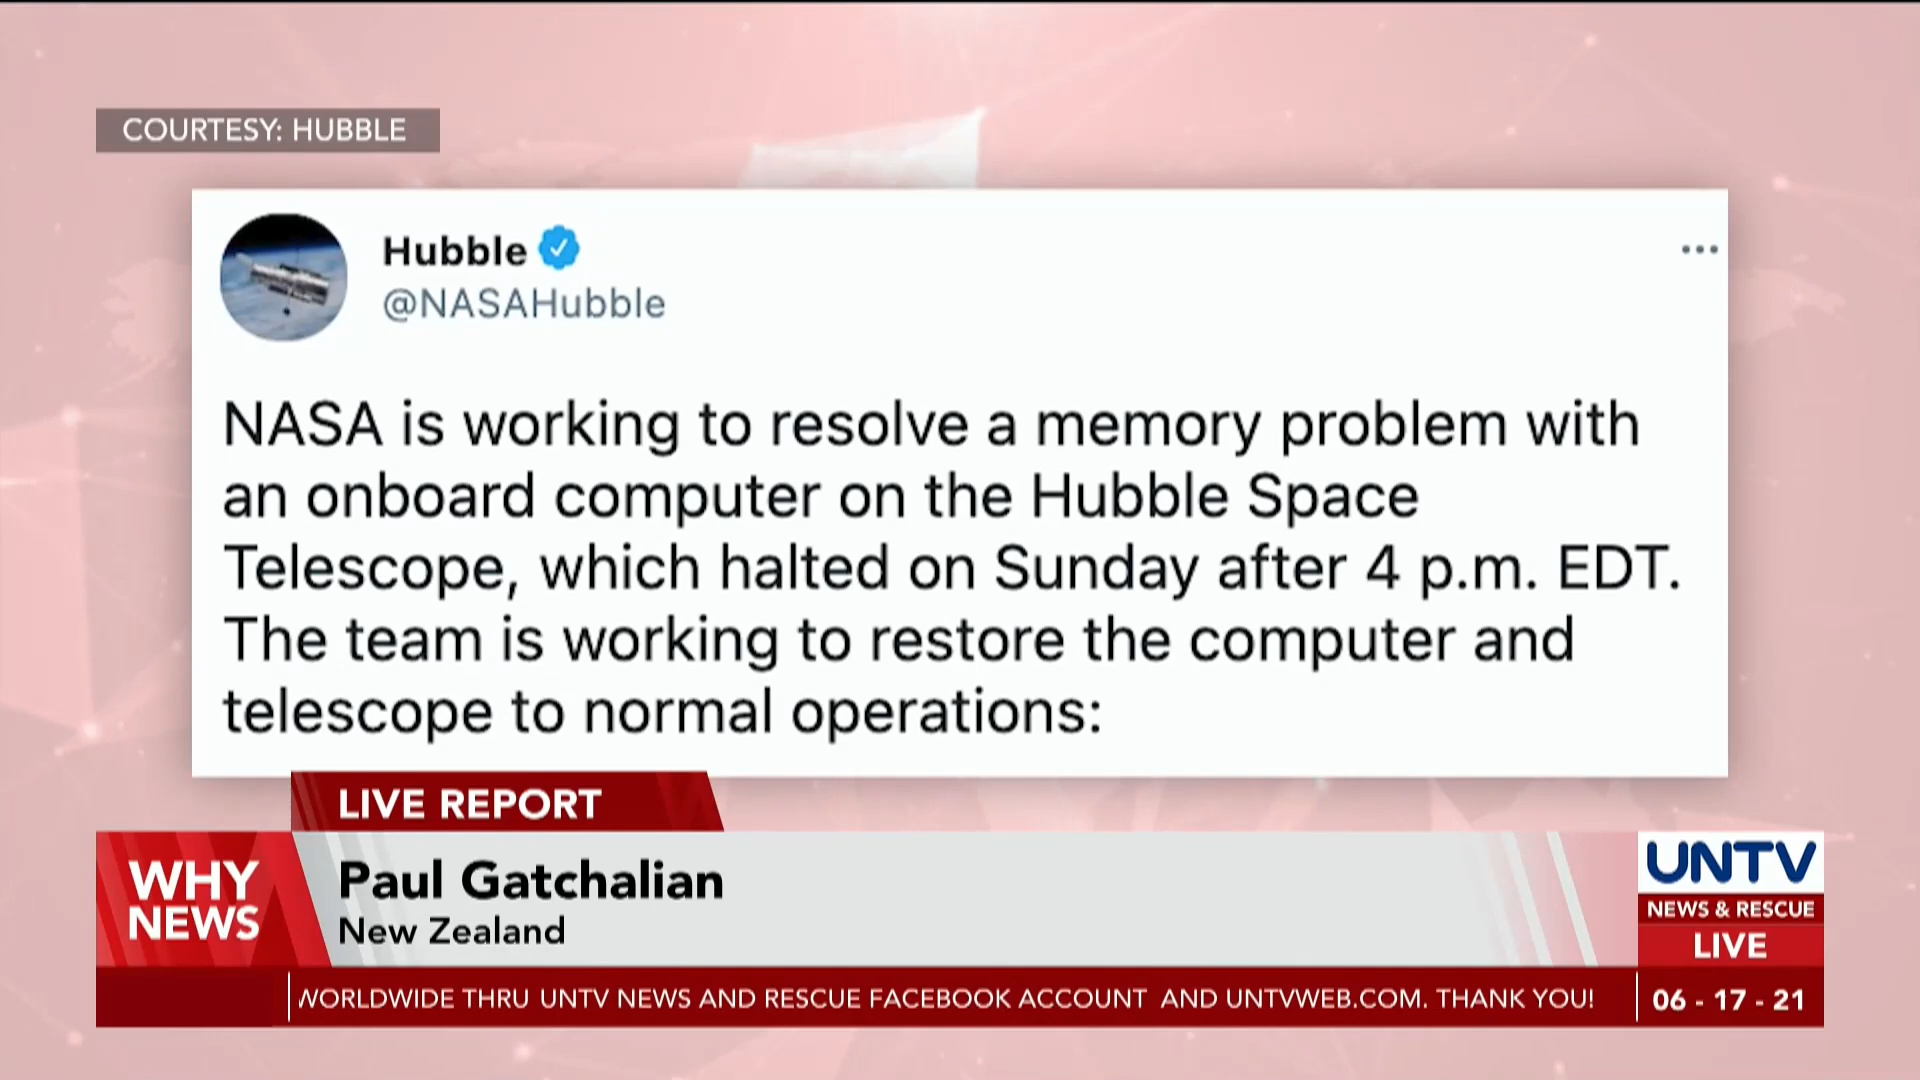 COURTESY: HUBBLE
Hubble
@NASAHubble
NASA is working to resolve a memory problem with
an onboard computer on the Hubble Space
Telescope, which halted on Sunday after 4 p.m. EDT.
The team is working to restore the computer and
telescope to normal operations:
LIVE REPORT
WHY
NEWS
Paul Gatchalian
New Zealand
UNTV
NEWS & RESCUE
LIVE
WORLDWIDE THRU UNTV NEWS AND RESCUE FACEBOOK ACCOUNT AND UNTVWEB.COM. THANK YOU!
06 - 17 - 21